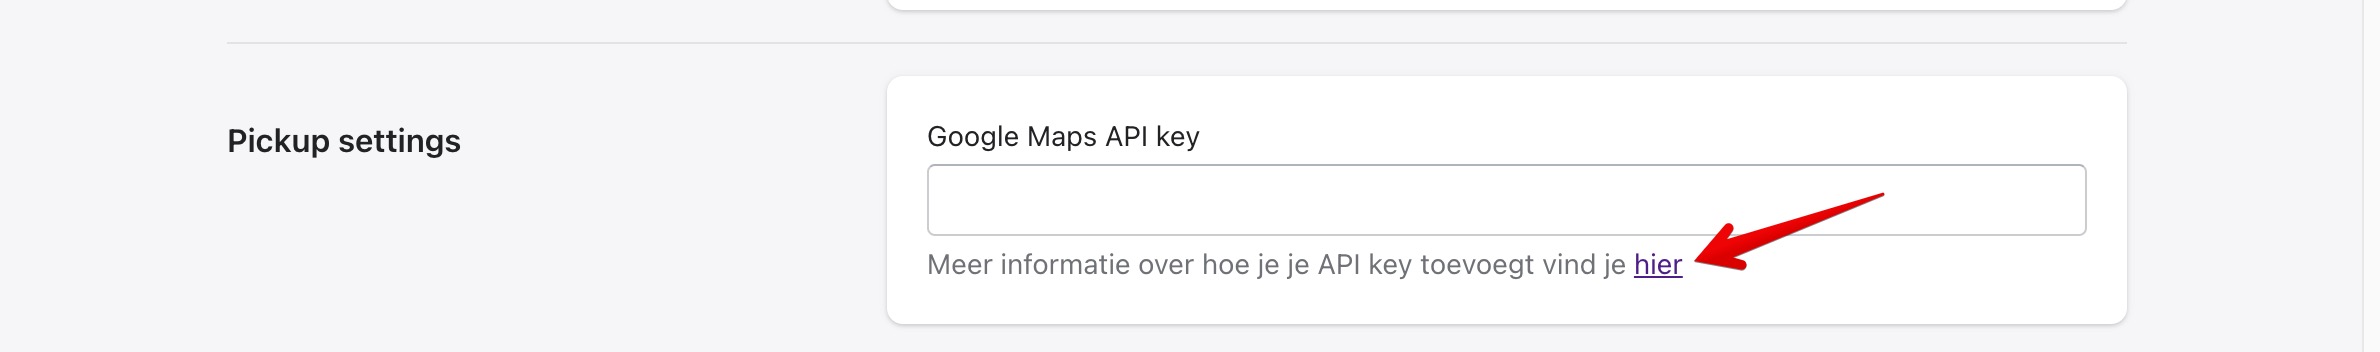 Pickup settings
Google Maps API key
Meer informatie over hoe je je API key toevoegt vind je hier